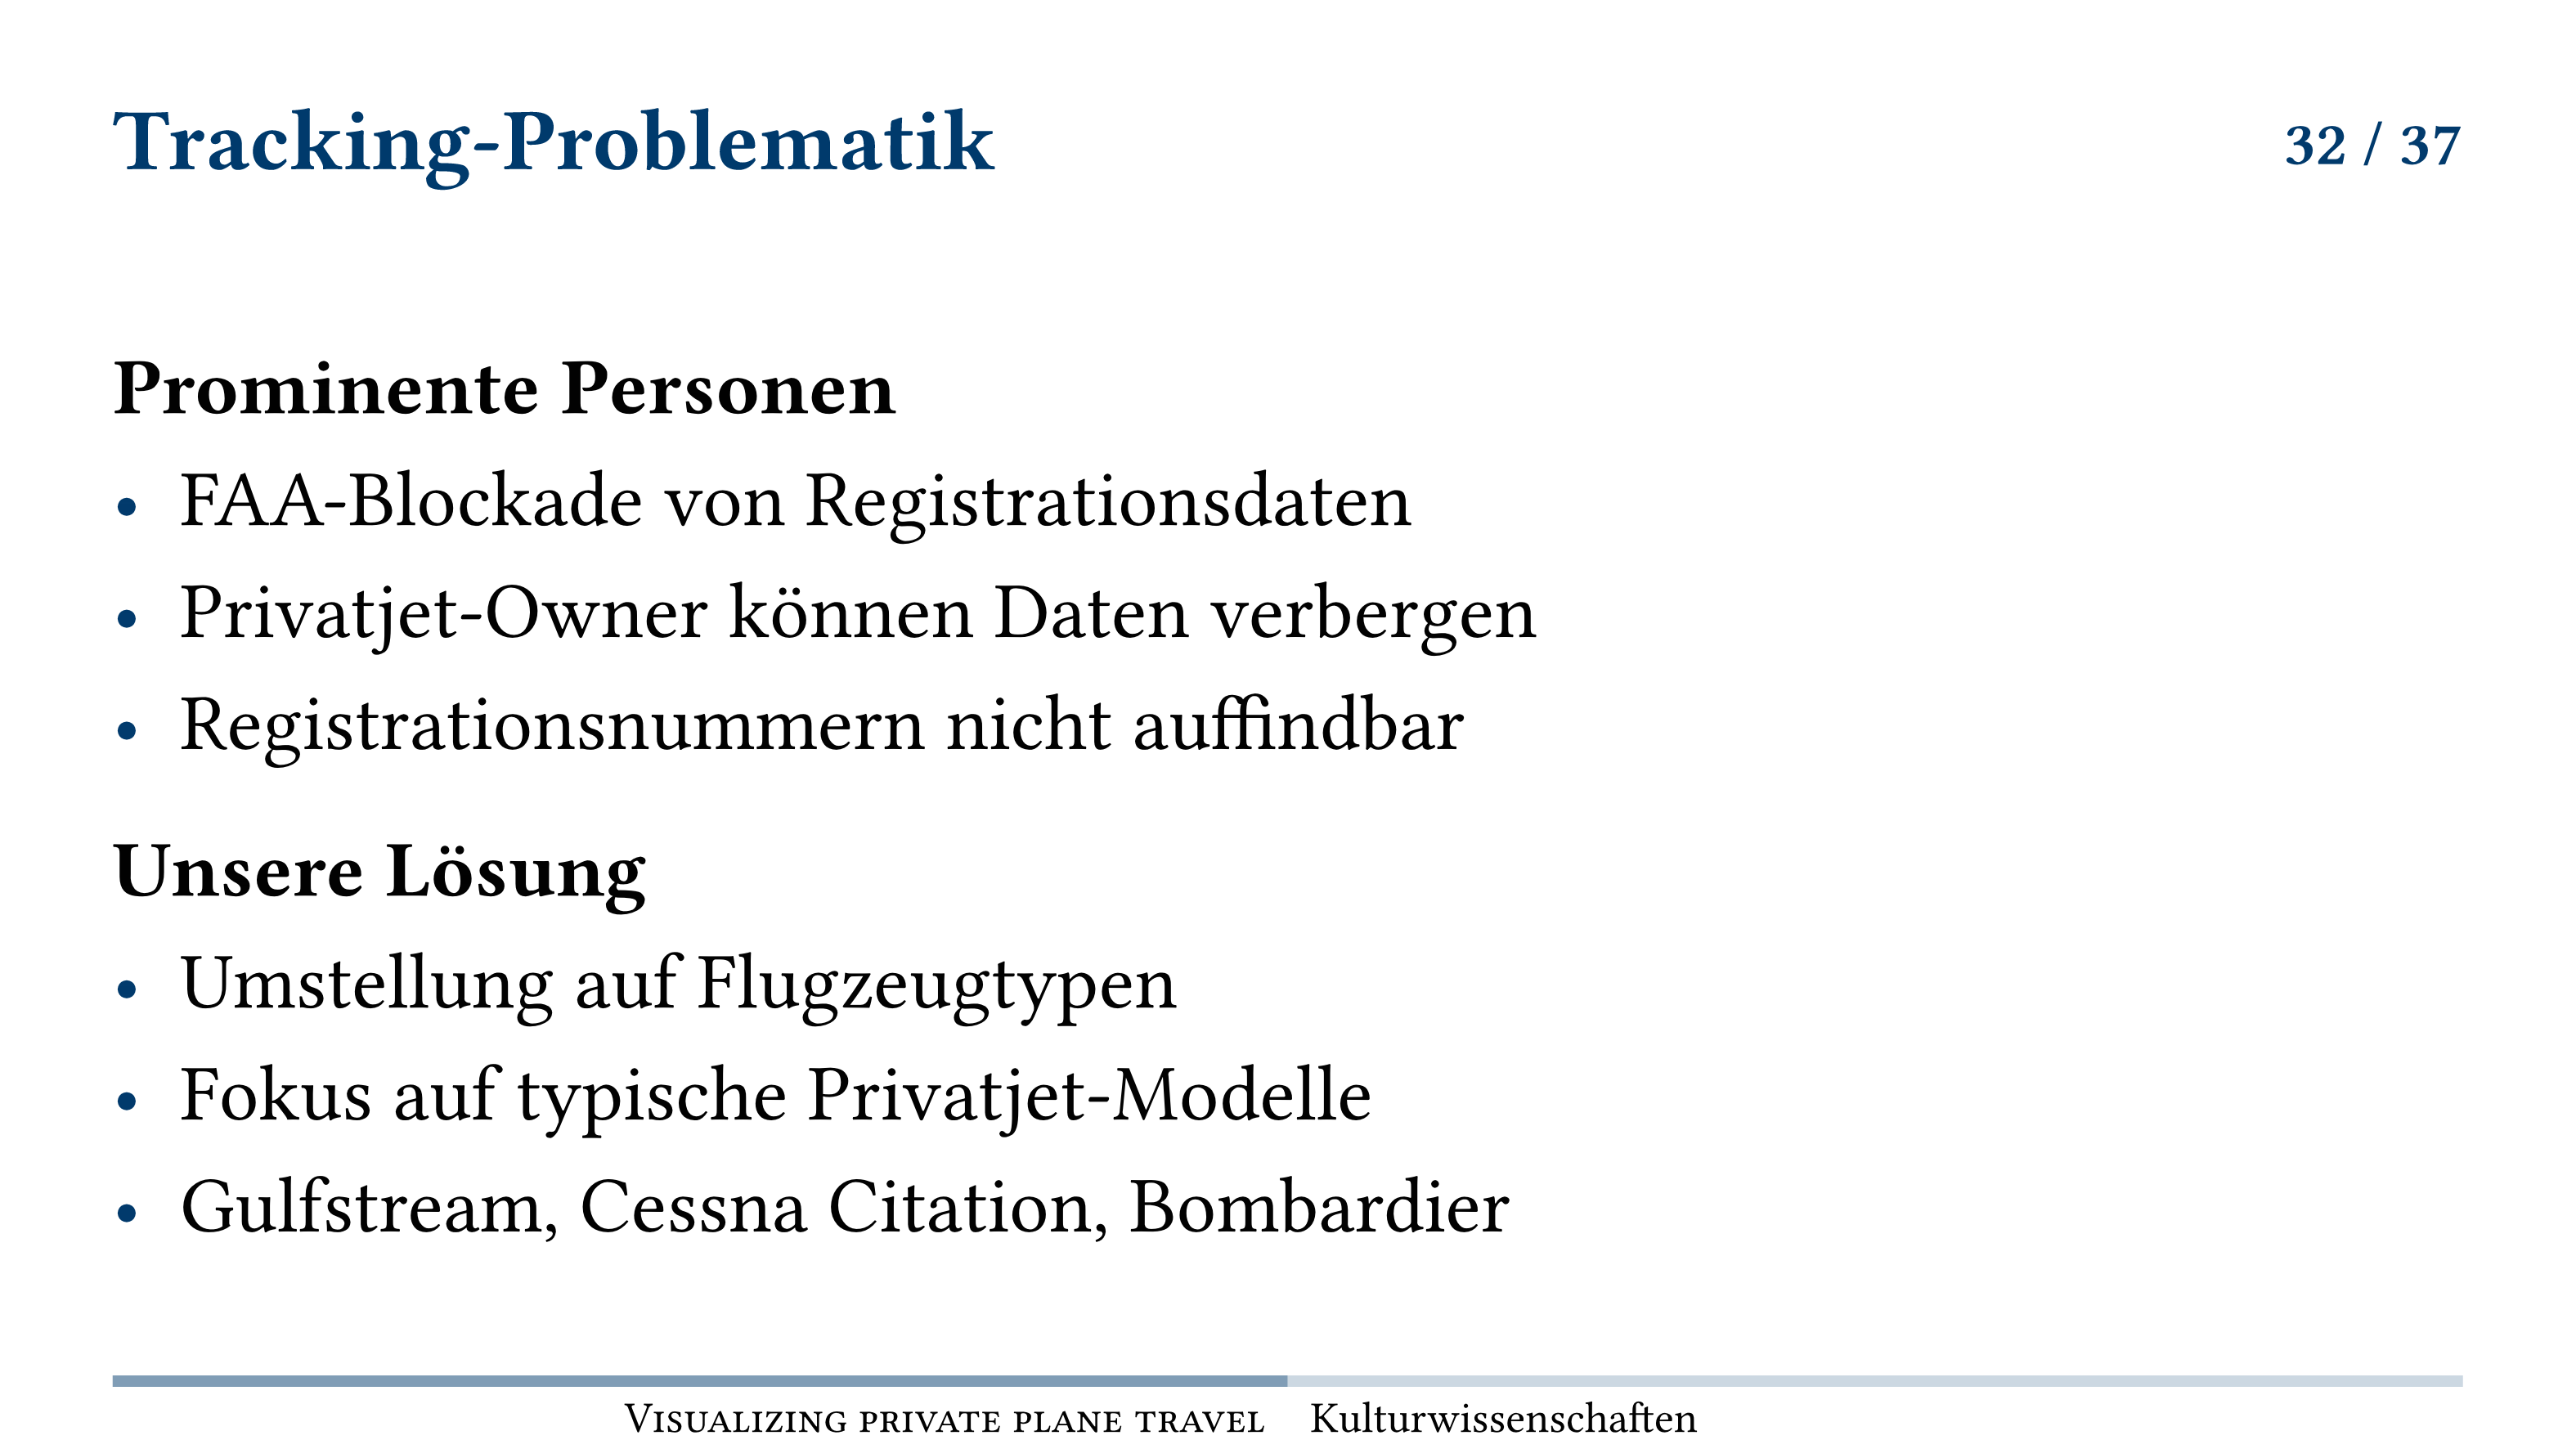 Tracking-Problematik
32 / 37
Prominente Personen
• FAA-Blockade von Registrationsdaten
• Privatjet-Owner können Daten verbergen
• Registrationsnummern nicht auffindbar
Unsere Lösung
• Umstellung auf Flugzeugtypen
• Fokus auf typische Privatjet-Modelle
• Gulfstream, Cessna Citation, Bombardier
Visualizing private plane travel Kulturwissenschaften